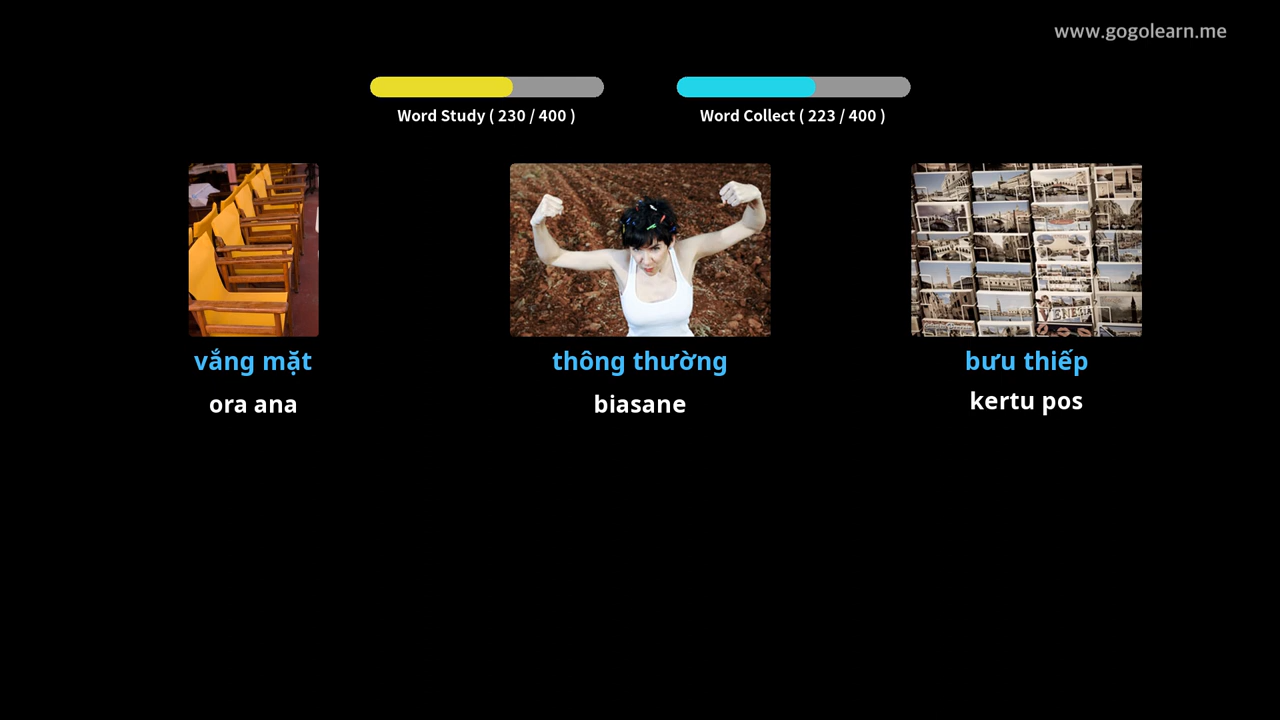 www.gogolearn.me
Word Study ( 230 / 400 )
Word Collect ( 223 / 400 )
VENEZIA
vắng mặt
thông thường
bưu thiếp
ora ana
biasane
kertu pos